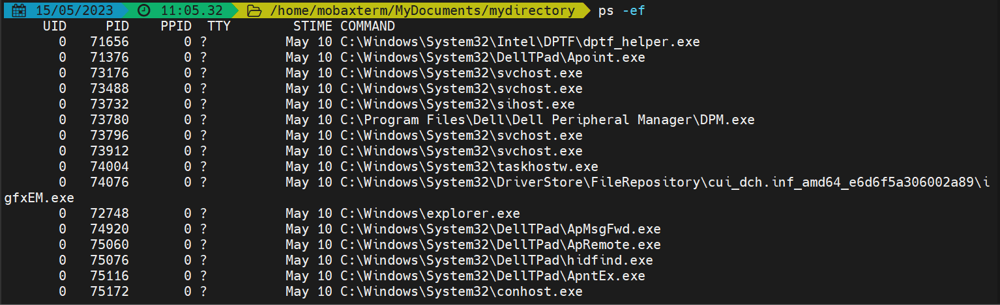 15/05/2023 11:05.32 /home/mobaxterm/MyDocuments/mydirectory ps -ef
UID PID PPID TTY STIME COMMAND
0 71656 0 ? May 10 C:\Windows\System32\Intel\DPTF\dptf_helper.exe
0 71376 0 ? May 10 C:\Windows\System32\DellTPad\Apoint.exe
0 73176 0 ? May 10 C:\Windows\System32\svchost.exe
0 73488 0 ? May 10 C:\Windows\System32\svchost.exe
0 73732 0 ? May 10 C:\Windows\System32\sihost.exe
0 73780 0 ? May 10 C:\Program Files\Dell\Dell Peripheral Manager\DPM.exe
0 73796 0 ? May 10 C:\Windows\System32\svchost.exe
0 73912 0 ? May 10 C:\Windows\System32\svchost.exe
0 74004 0 ? May 10 C:\Windows\System32\taskhostw.exe
0 74076 0 ? May 10 C:\Windows\System32\DriverStore\FileRepository\cui_dch.inf_amd64_e6d6f5a306002a89\i
gfxEM.exe
0 72748 0 ? May 10 C:\Windows\explorer.exe
0 74920 0 ? May 10 C:\Windows\System32\DellTPad\ApMsgFwd.exe
0 75060 0 ? May 10 C:\Windows\System32\DellTPad\ApRemote.exe
0 75076 0 ? May 10 C:\Windows\System32\DellTPad\hidfind.exe
0 75116 0 ? May 10 C:\Windows\System32\DellTPad\ApntEx.exe
0 75172 0 ? May 10 C:\Windows\System32\conhost.exe